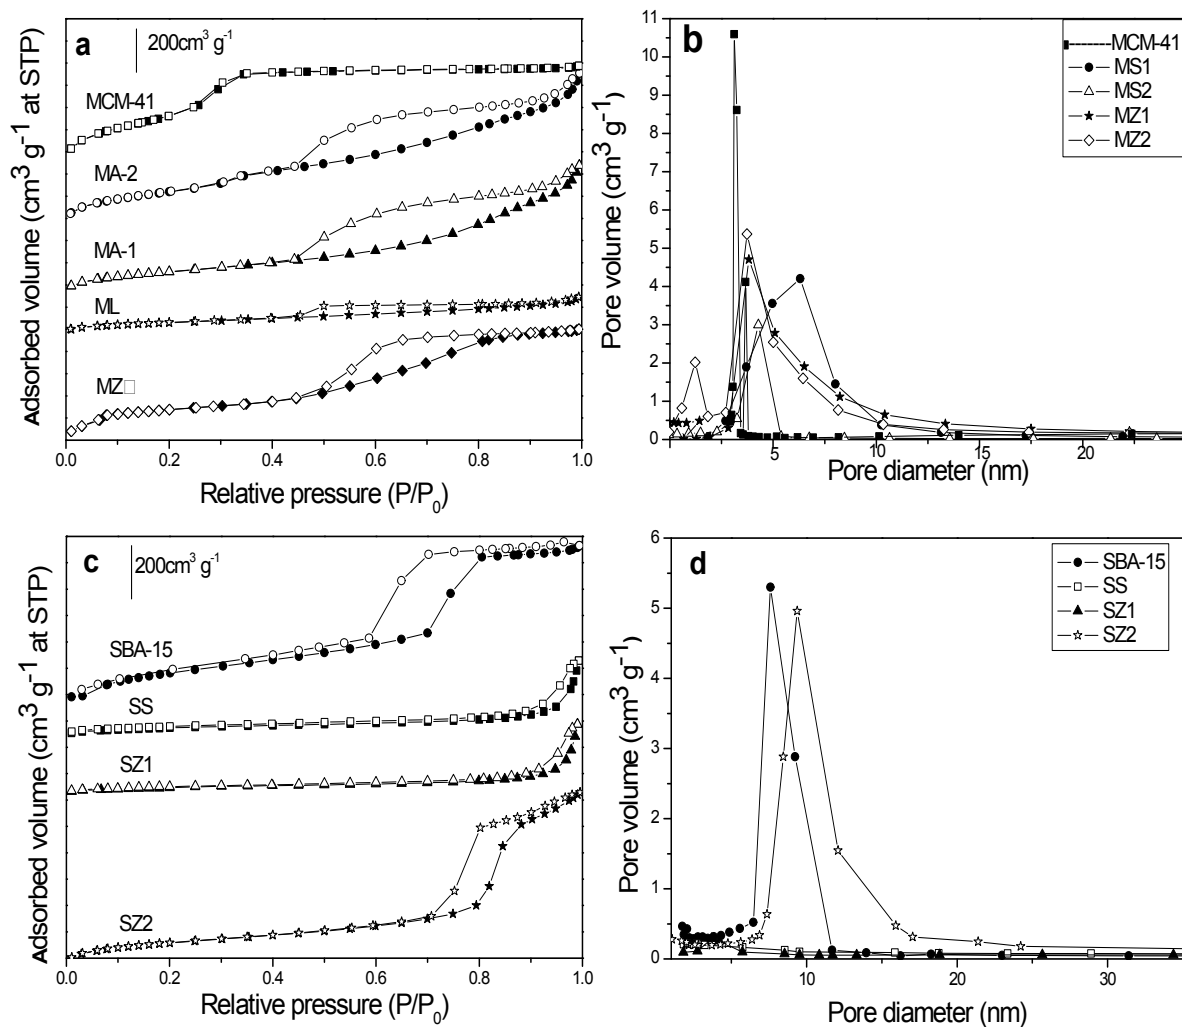 a
200cm³ g⁻¹
MCM-41
MA-2
MA-1
ML
MZ□
Adsorbed volume (cm³ g⁻¹ at STP)
0.0 0.2 0.4 0.6 0.8 1.0
Relative pressure (P/P₀)
b
MCM-41
MS1
MS2
MZ1
MZ2
Pore volume (cm³ g⁻¹)
11
10
9
8
7
6
5
4
3
2
1
0
5 10 15 20
Pore diameter (nm)
c
200cm³ g⁻¹
SBA-15
SS
SZ1
SZ2
Adsorbed volume (cm³ g⁻¹ at STP)
0.0 0.2 0.4 0.6 0.8 1.0
Relative pressure (P/P₀)
d
SBA-15
SS
SZ1
SZ2
Pore volume (cm³ g⁻¹)
6
5
4
3
2
1
0
10 20 30
Pore diameter (nm)